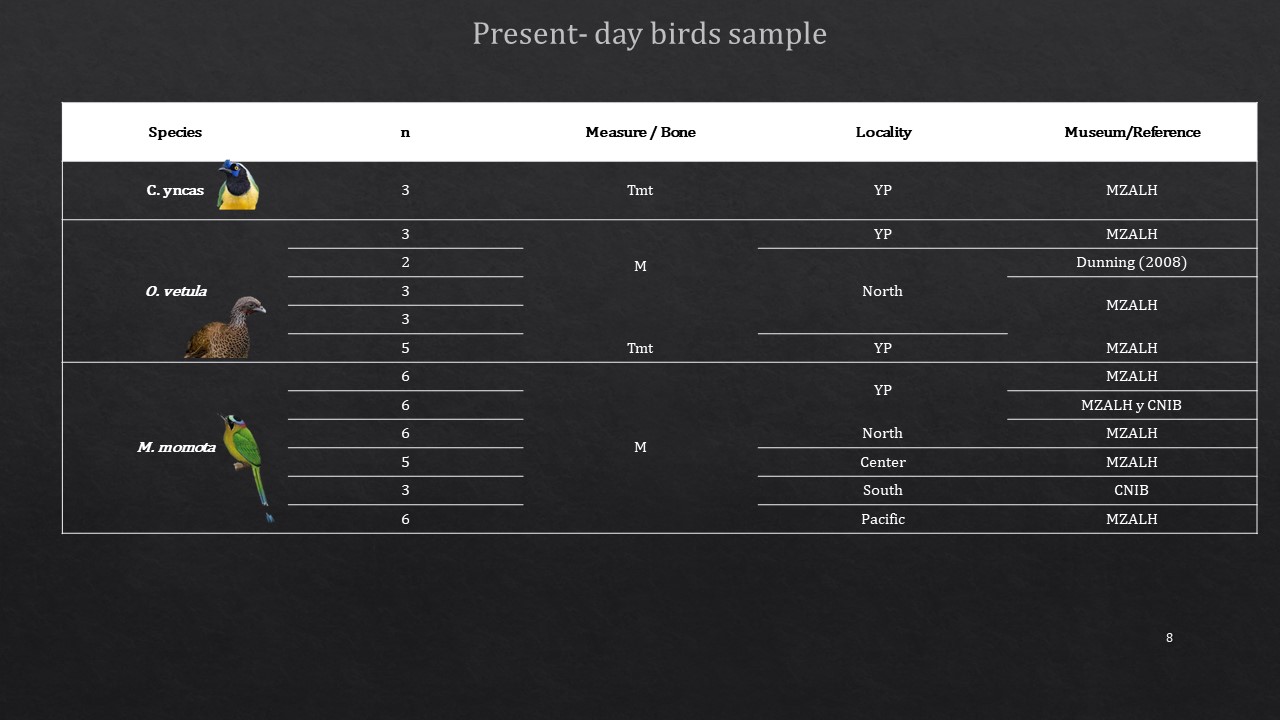 Present- day birds sample
Species n Measure / Bone Locality Museum/Reference
C. yncas 3 Tmt YP MZALH
3 YP MZALH
2 Dunning (2008)
M
O. vetula 3 North
MZALH
3
5 Tmt YP MZALH
6 MZALH
YP
6 MZALH y CNIB
6 North MZALH
M. momota M
5 Center MZALH
3 South CNIB
6 Pacific MZALH
8